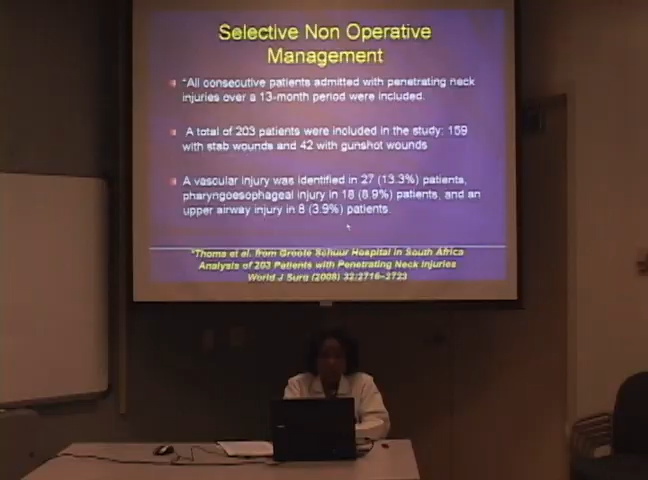 Selective Non Operative
Management
"All consecutive patients admitted with penetrating neck
injuries over a 13-month period were included.
A total of 203 patients were included in the study: 159
with stab wounds and 42 with gunshot wounds
A vascular injury was identified in 27 (13.3%) patients,
pharyngoesophageal injury in 18 (8.9%) patients, and an
upper airway injury in 8 (3.9%) patients.
*Thoma et al. from Groote Schuur Hospital in South Africa
Analysis of 203 Patients with Penetrating Neck Injuries
World J Surg (2008) 32:2716–2723